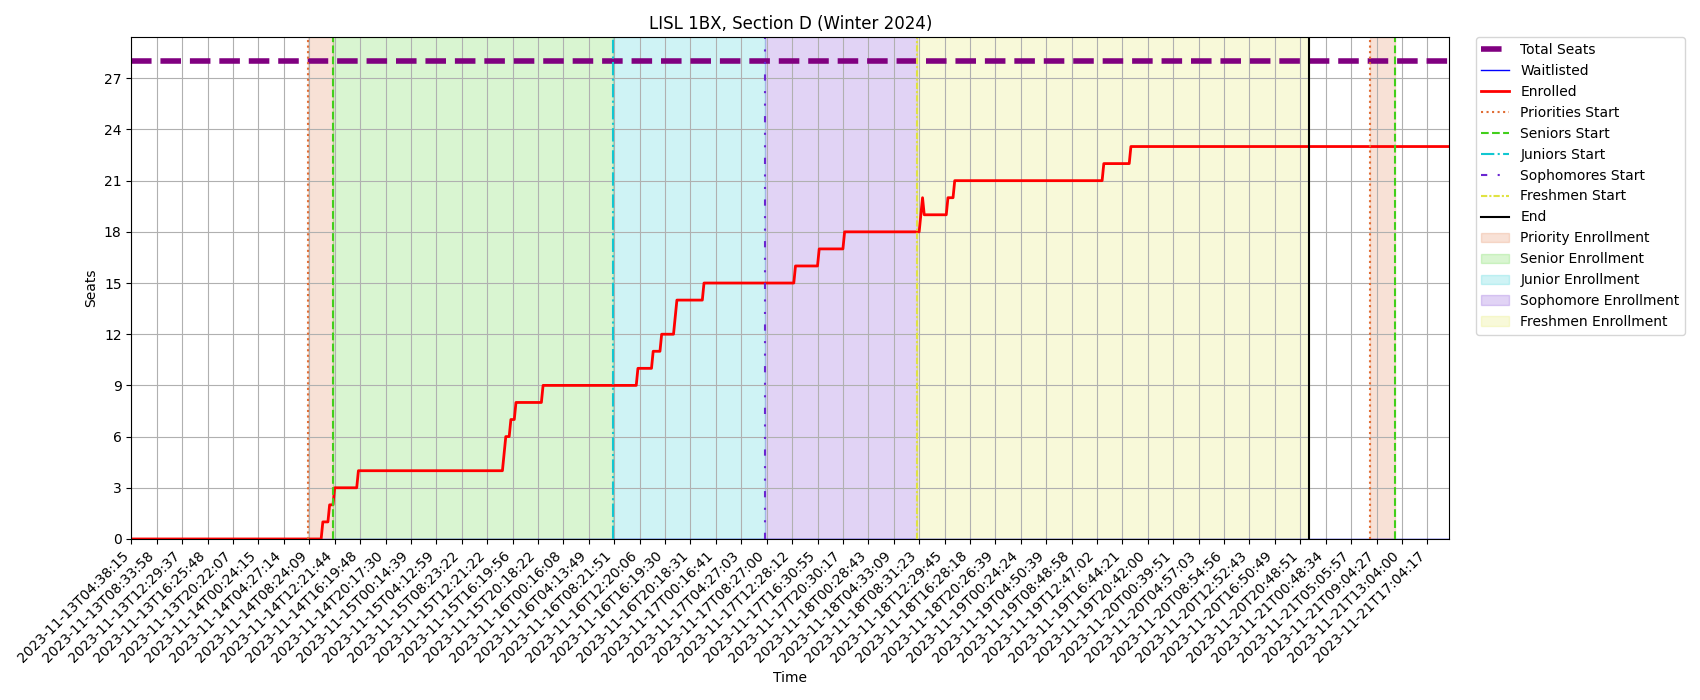 LISL 1BX, Section D (Winter 2024)
Seats
27
24
21
18
15
12
9
6
3
0
2023-11-13T04:38:15
2023-11-13T08:33:58
2023-11-13T12:29:37
2023-11-13T16:25:48
2023-11-13T20:22:07
2023-11-14T00:24:15
2023-11-14T04:27:14
2023-11-14T08:24:09
2023-11-14T12:21:44
2023-11-14T16:19:48
2023-11-14T20:17:30
2023-11-15T00:14:39
2023-11-15T04:12:59
2023-11-15T08:23:22
2023-11-15T12:21:22
2023-11-15T16:19:56
2023-11-15T20:18:22
2023-11-16T00:16:08
2023-11-16T04:13:49
2023-11-16T08:21:51
2023-11-16T12:20:06
2023-11-16T16:19:30
2023-11-16T20:18:31
2023-11-17T00:16:41
2023-11-17T04:27:03
2023-11-17T08:27:00
2023-11-17T12:28:12
2023-11-17T16:30:55
2023-11-17T20:30:17
2023-11-18T00:28:43
2023-11-18T04:33:09
2023-11-18T08:31:23
2023-11-18T12:29:45
2023-11-18T16:28:18
2023-11-18T20:26:39
2023-11-19T00:24:24
2023-11-19T04:50:39
2023-11-19T08:48:58
2023-11-19T12:47:02
2023-11-19T16:44:21
2023-11-19T20:42:00
2023-11-20T00:39:51
2023-11-20T04:57:03
2023-11-20T08:54:56
2023-11-20T12:52:43
2023-11-20T16:50:49
2023-11-20T20:48:51
2023-11-21T00:48:34
2023-11-21T05:05:57
2023-11-21T09:04:27
2023-11-21T13:04:00
2023-11-21T17:04:17
Time
Total Seats
Waitlisted
Enrolled
Priorities Start
Seniors Start
Juniors Start
Sophomores Start
Freshmen Start
End
Priority Enrollment
Senior Enrollment
Junior Enrollment
Sophomore Enrollment
Freshmen Enrollment